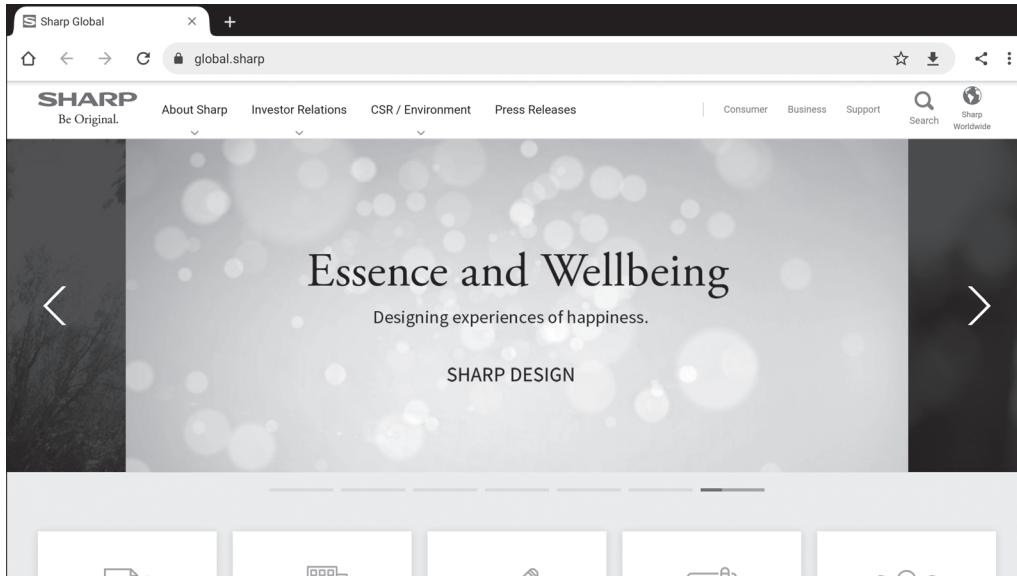 Sharp Global
global.sharp
SHARP
Be Original.
About Sharp Investor Relations CSR / Environment Press Releases
Consumer Business Support
Search
Sharp
Worldwide
Essence and Wellbeing
Designing experiences of happiness.
SHARP DESIGN